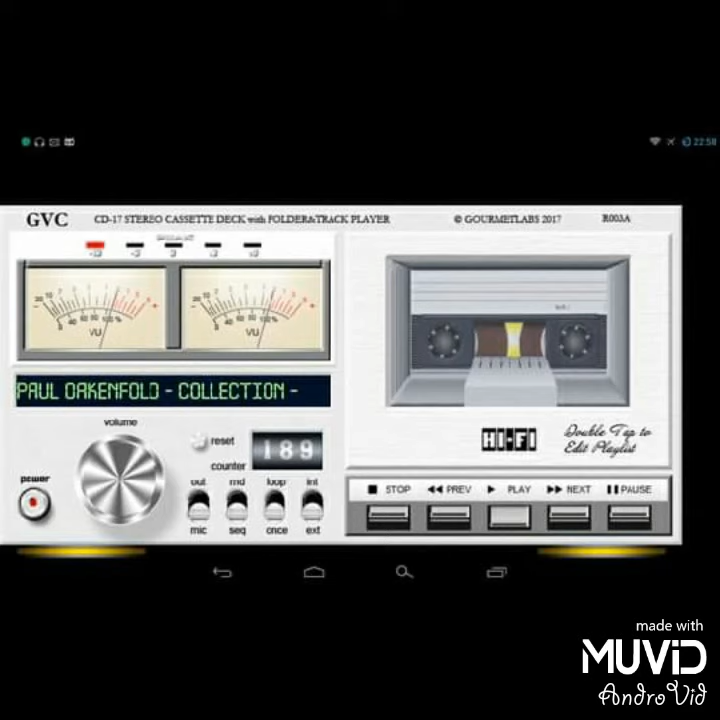 22:58
GVC CD-17 STEREO CASSETTE DECK with FOLDER&TRACK PLAYER © GOURMETLABS 2017 R003A
VU VU
PAUL OAKENFOLD - COLLECTION -
volume
reset
189
counter
power
out rnd loop int
mic seq once ext
HI-FI
Double Tap to
Edit Playlist
STOP PREV PLAY NEXT PAUSE
made with
MUVID
AndroVid